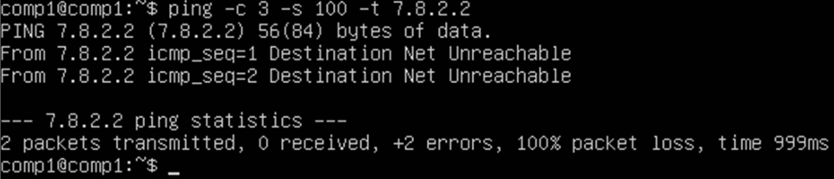 comp1@comp1:~$ ping -c 3 -s 100 -t 7.8.2.2
PING 7.8.2.2 (7.8.2.2) 56(84) bytes of data.
From 7.8.2.2 icmp_seq=1 Destination Net Unreachable
From 7.8.2.2 icmp_seq=2 Destination Net Unreachable
--- 7.8.2.2 ping statistics ---
2 packets transmitted, 0 received, +2 errors, 100% packet loss, time 999ms
comp1@comp1:~$ _